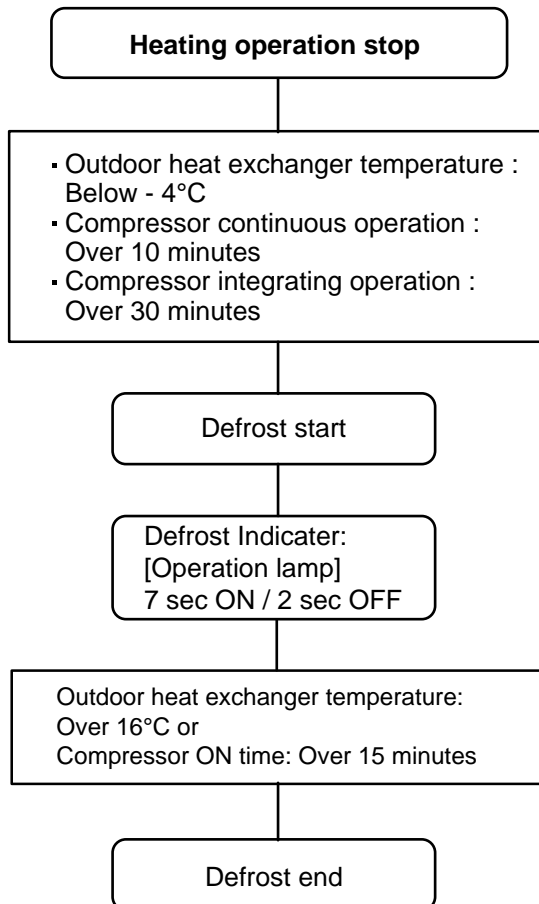 Heating operation stop
▪ Outdoor heat exchanger temperature :
Below - 4°C
▪ Compressor continuous operation :
Over 10 minutes
▪ Compressor integrating operation :
Over 30 minutes
Defrost start
Defrost Indicater:
[Operation lamp]
7 sec ON / 2 sec OFF
Outdoor heat exchanger temperature:
Over 16°C or
Compressor ON time: Over 15 minutes
Defrost end